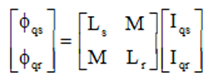 [ϕqs ϕqr] = [Ls M M Lr] [Iqs Iqr]